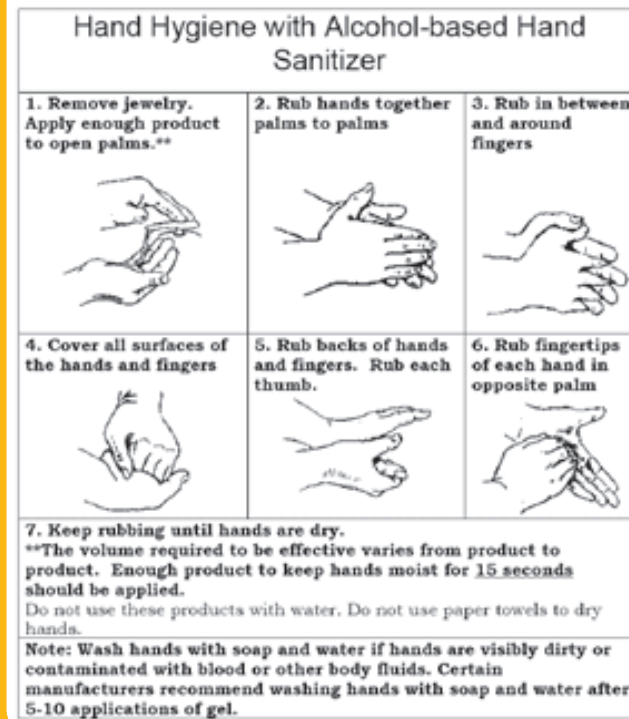 Hand Hygiene with Alcohol-based Hand
Sanitizer
1. Remove jewelry.
Apply enough product
to open palms.**
2. Rub hands together
palms to palms
3. Rub in between
and around
fingers
4. Cover all surfaces of
the hands and fingers
5. Rub backs of hands
and fingers. Rub each
thumb.
6. Rub fingertips
of each hand in
opposite palm
7. Keep rubbing until hands are dry.
**The volume required to be effective varies from product to
product. Enough product to keep hands moist for 15 seconds
should be applied.
Do not use these products with water. Do not use paper towels to dry
hands.
Note: Wash hands with soap and water if hands are visibly dirty or
contaminated with blood or other body fluids. Certain
manufacturers recommend washing hands with soap and water after
5-10 applications of gel.